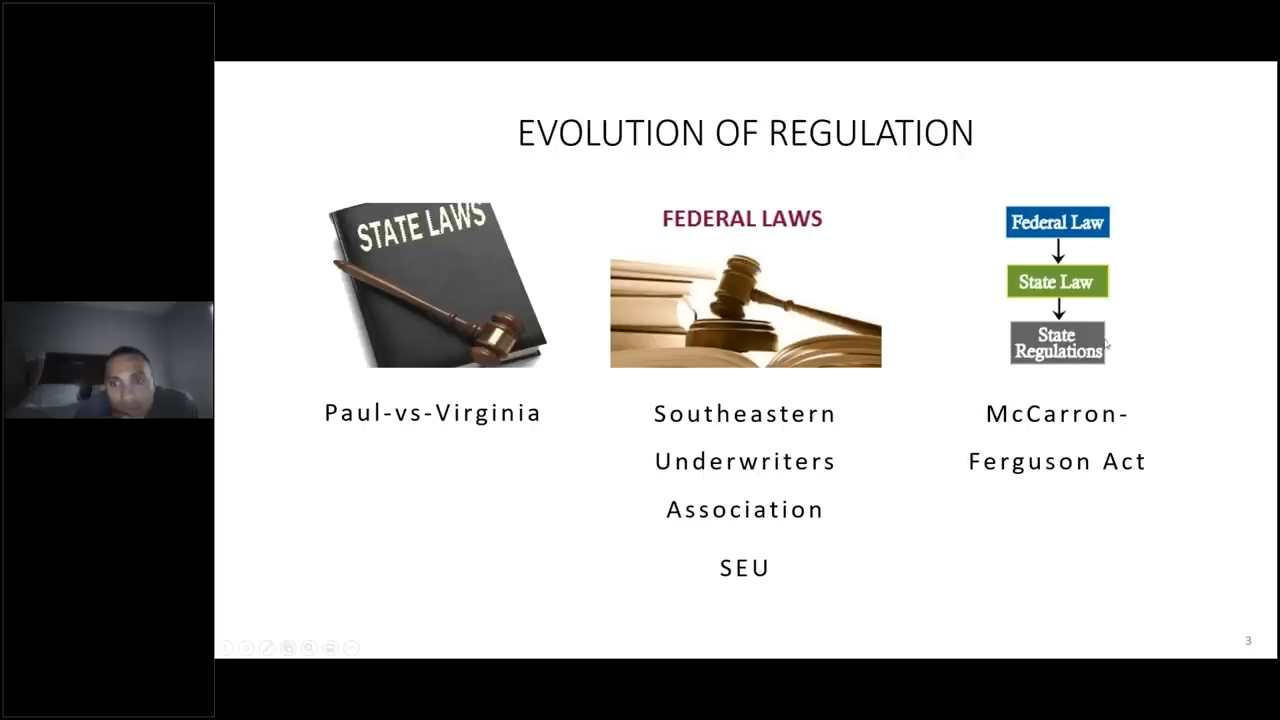 EVOLUTION OF REGULATION
STATE LAWS
Paul-vs-Virginia
FEDERAL LAWS
Southeastern
Underwriters
Association
SEU
Federal Law
State Law
State
Regulations
McCarron-
Ferguson Act
3